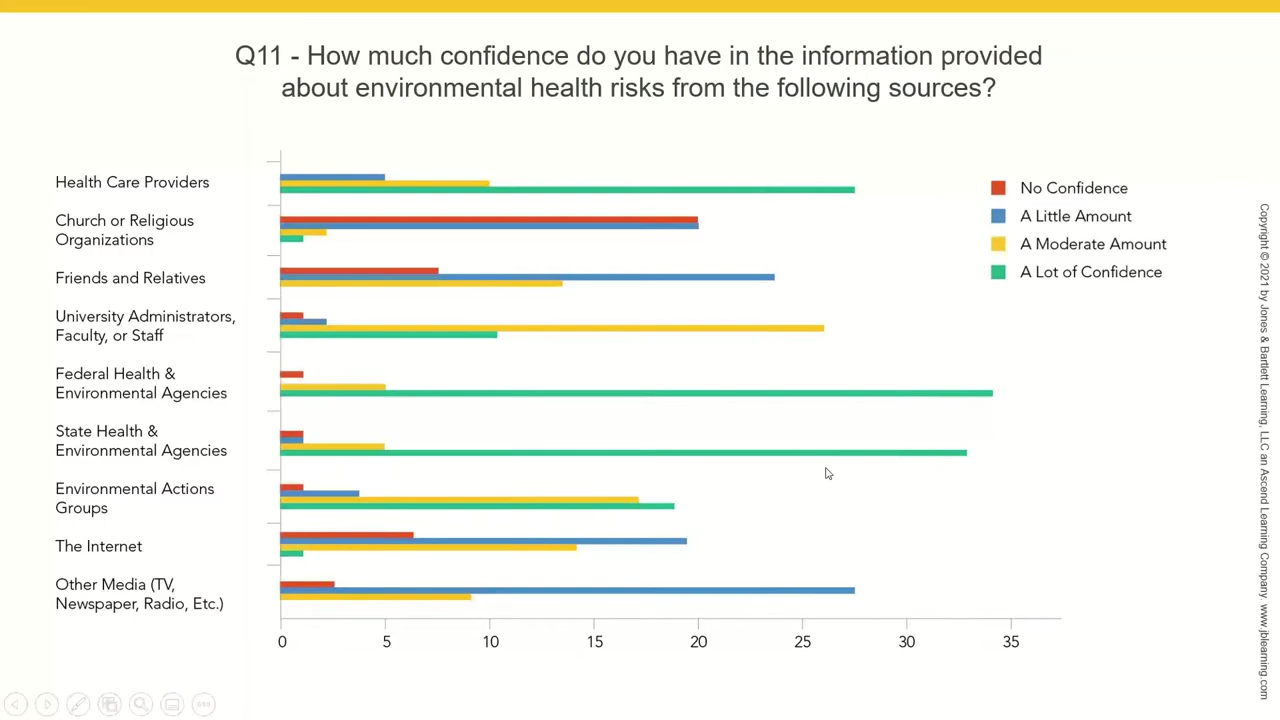 Q11 - How much confidence do you have in the information provided
about environmental health risks from the following sources?
Health Care Providers
Church or Religious
Organizations
Friends and Relatives
University Administrators,
Faculty, or Staff
Federal Health &
Environmental Agencies
State Health &
Environmental Agencies
Environmental Actions
Groups
The Internet
Other Media (TV,
Newspaper, Radio, Etc.)
No Confidence
A Little Amount
A Moderate Amount
A Lot of Confidence
0 5 10 15 20 25 30 35
Copyright © 2021 by Jones & Bartlett Learning, LLC an Ascend Learning Company. www.jblearning.com